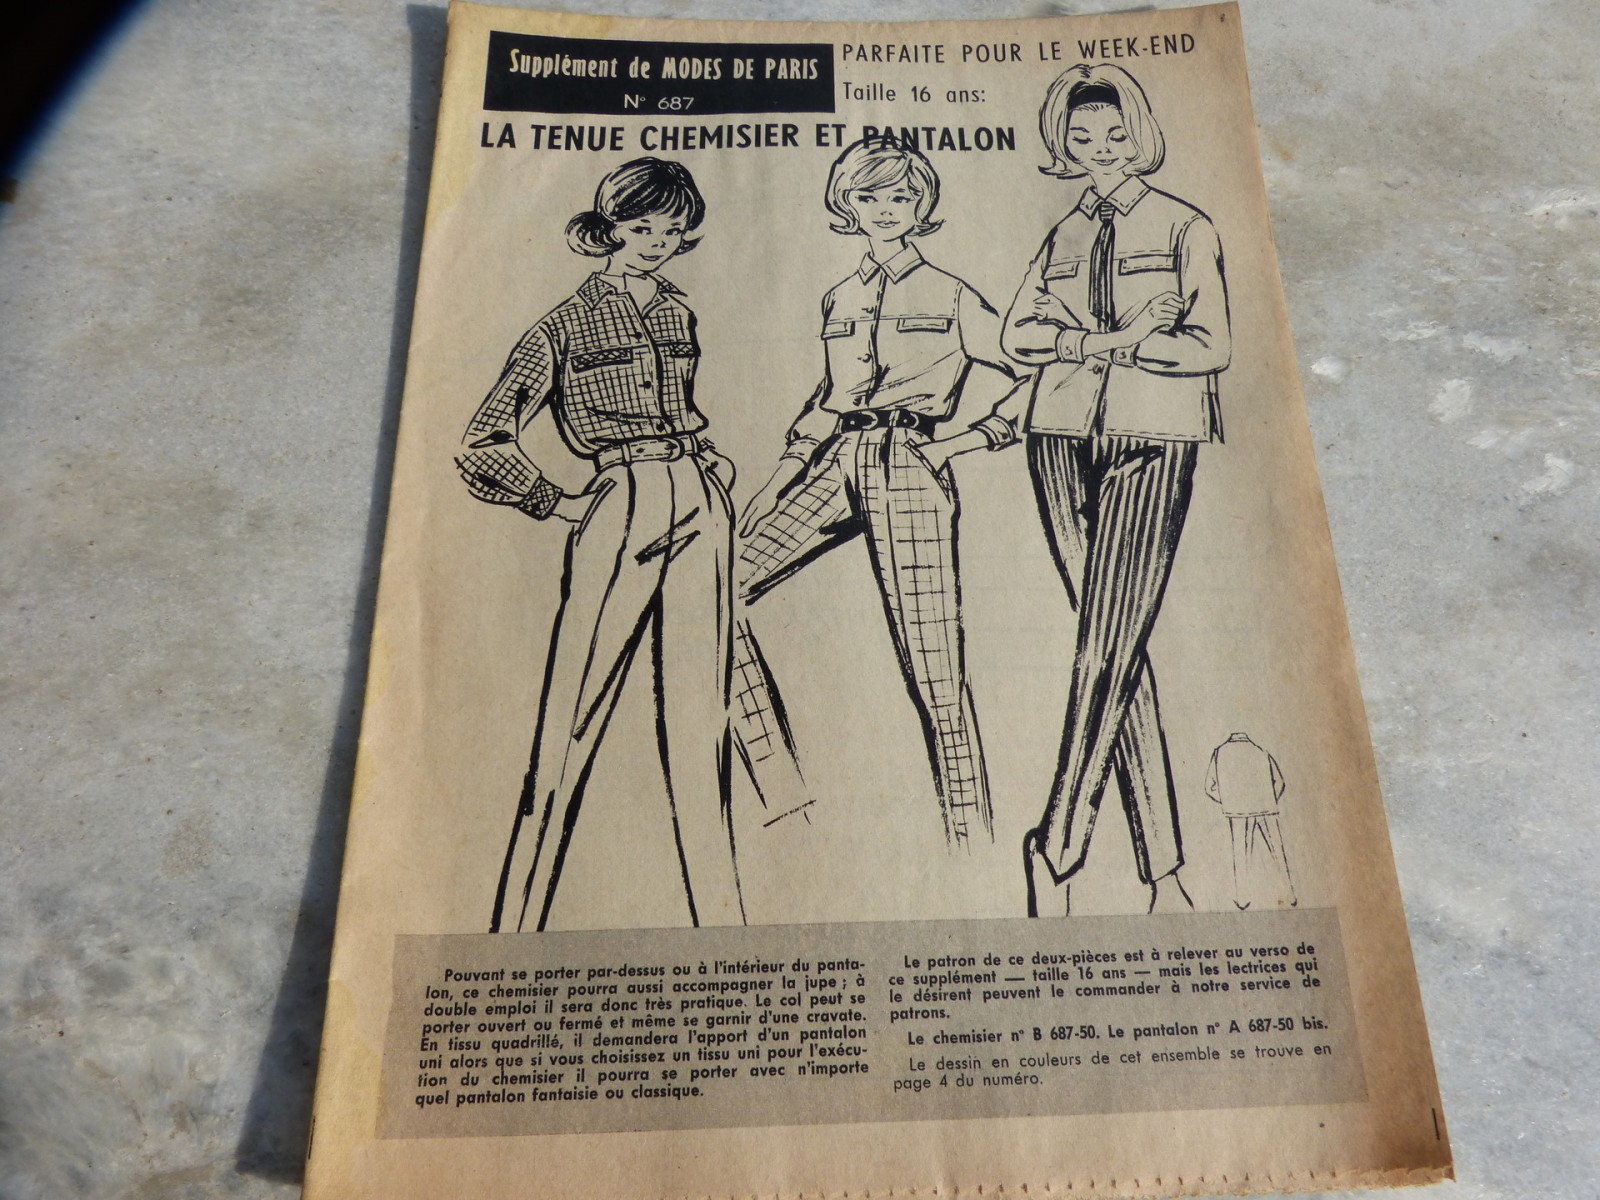 Supplément de MODES DE PARIS
N° 687
PARFAITE POUR LE WEEK-END
Taille 16 ans:
LA TENUE CHEMISIER ET PANTALON
Pouvant se porter par-dessus ou à l'intérieur du panta-
lon, ce chemisier pourra aussi accompagner la jupe ; à
double emploi il sera donc très pratique. Le col peut se
porter ouvert ou fermé et même se garnir d'une cravate.
En tissu quadrillé, il demandera l'apport d'un pantalon
uni alors que si vous choisissez un tissu uni pour l'exécu-
tion du chemisier il pourra se porter avec n'importe
quel pantalon fantaisie ou classique.
Le patron de ce deux-pièces est à relever au verso de
ce supplément — taille 16 ans — mais les lectrices qui
le désirent peuvent le commander à notre service de
patrons.
Le chemisier n° B 687-50. Le pantalon n° A 687-50 bis.
Le dessin en couleurs de cet ensemble se trouve en
page 4 du numéro.